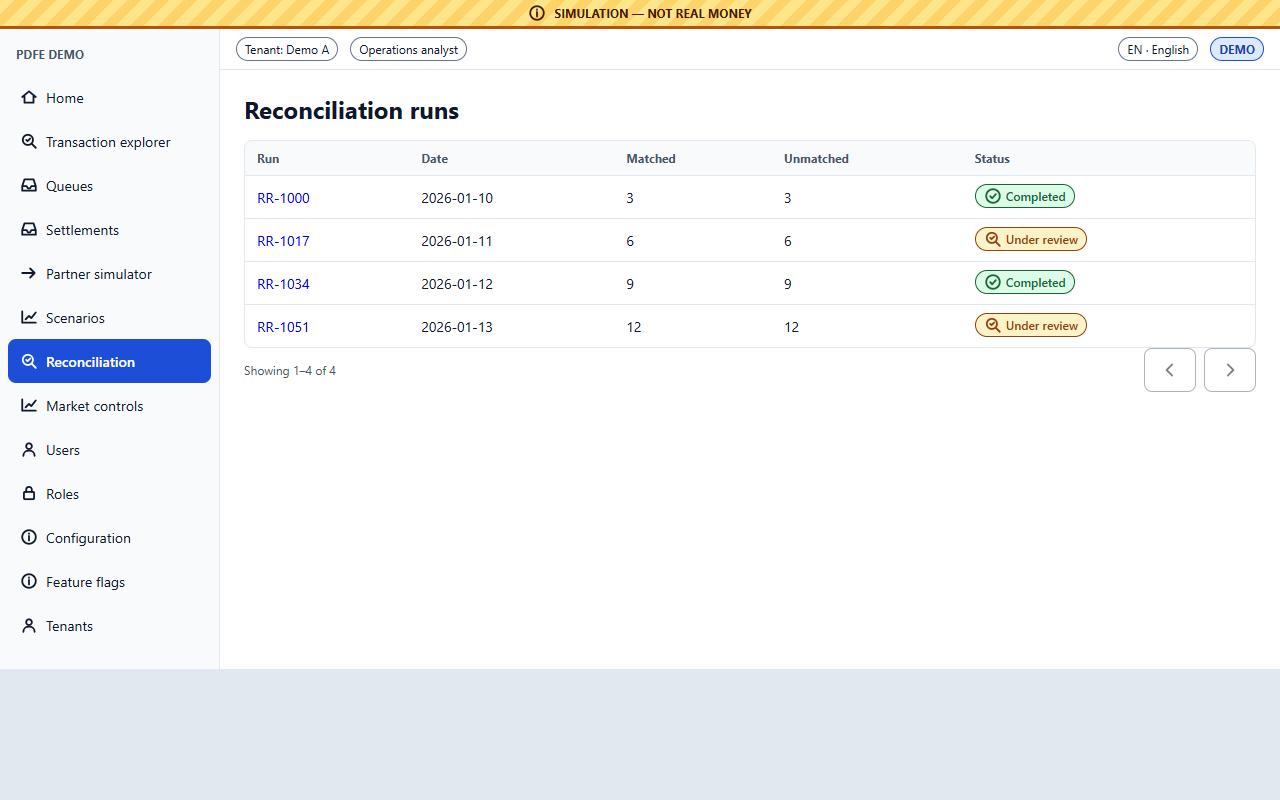 SIMULATION — NOT REAL MONEY
PDFE DEMO
Tenant: Demo A
Operations analyst
EN · English
DEMO
Home
Transaction explorer
Queues
Settlements
Partner simulator
Scenarios
Reconciliation
Market controls
Users
Roles
Configuration
Feature flags
Tenants
Reconciliation runs
Run Date Matched Unmatched Status
RR-1000 2026-01-10 3 3 Completed
RR-1017 2026-01-11 6 6 Under review
RR-1034 2026-01-12 9 9 Completed
RR-1051 2026-01-13 12 12 Under review
Showing 1–4 of 4